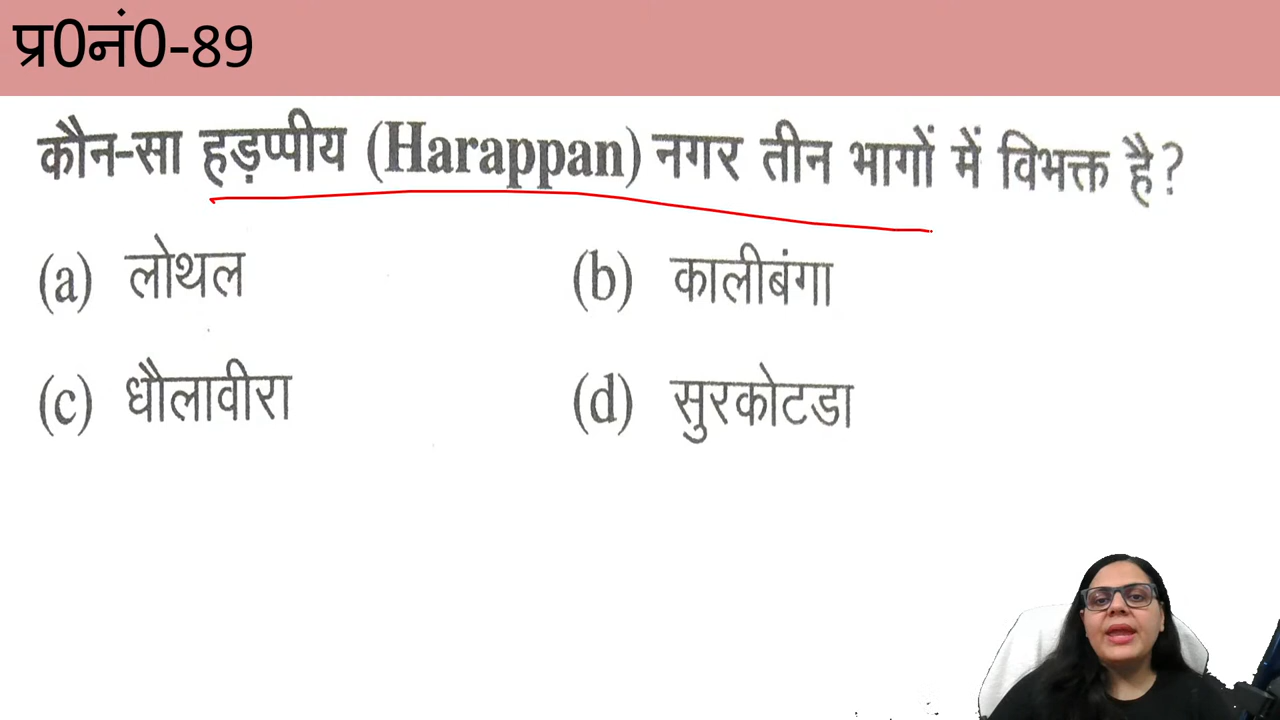 प्र0नं0-89
कौन-सा हड़प्पीय (Harappan) नगर तीन भागों में विभक्त है?
(a) लोथल (b) कालीबंगा
(c) धौलावीरा (d) सुरकोटडा